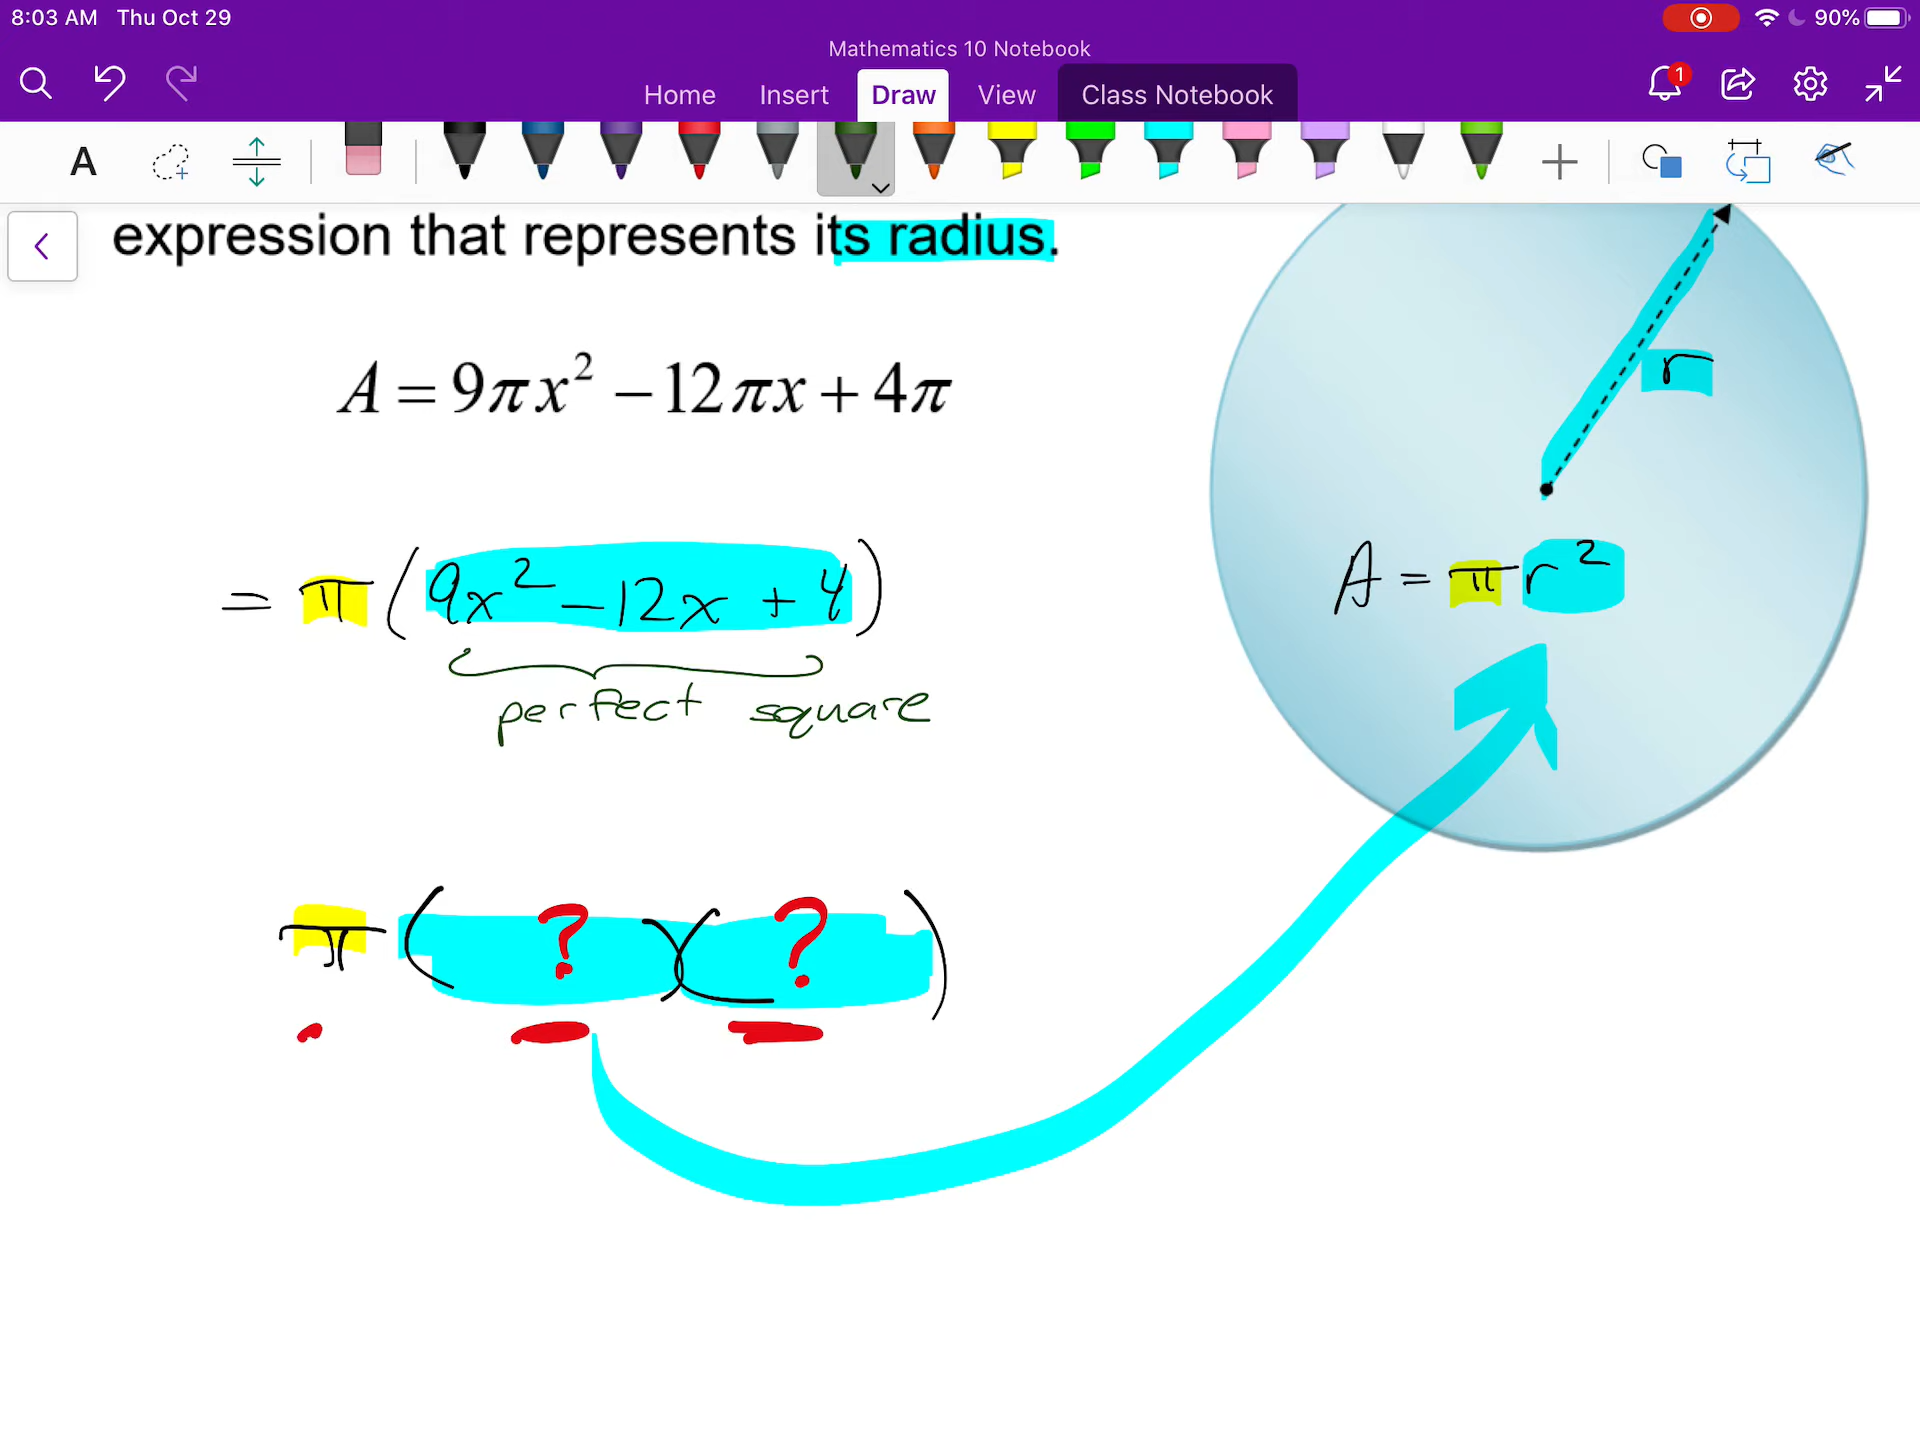 8:03 AM Thu Oct 29
90%
Mathematics 10 Notebook
1
Home Insert Draw View Class Notebook
A
expression that represents its radius.
r
A = 9πx² − 12πx + 4π
= π (9x² − 12x + 4)
A = πr²
perfect square
π ( ? )( ? )